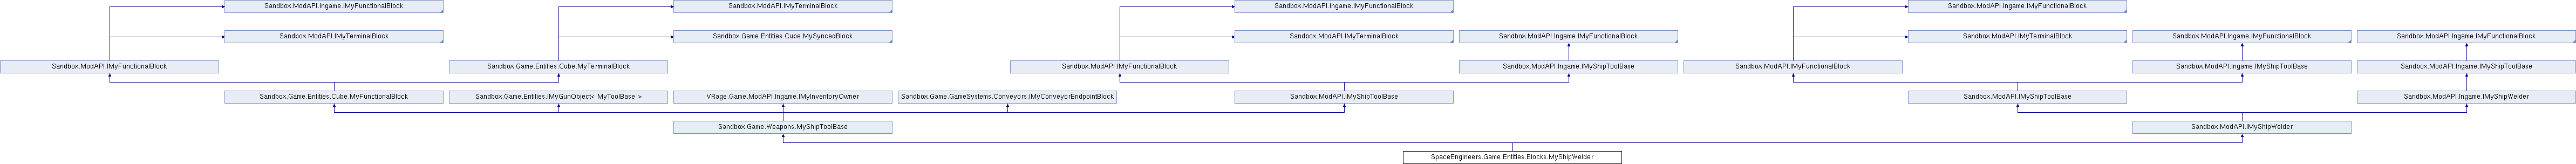 Sandbox.ModAPI.Ingame.IMyFunctionalBlock
Sandbox.ModAPI.IMyTerminalBlock
Sandbox.ModAPI.Ingame.IMyFunctionalBlock
Sandbox.ModAPI.Ingame.IMyFunctionalBlock
Sandbox.ModAPI.IMyTerminalBlock
Sandbox.Game.Entities.Cube.MySyncedBlock
Sandbox.ModAPI.IMyTerminalBlock
Sandbox.ModAPI.Ingame.IMyFunctionalBlock
Sandbox.ModAPI.IMyTerminalBlock
Sandbox.ModAPI.Ingame.IMyFunctionalBlock
Sandbox.ModAPI.Ingame.IMyFunctionalBlock
Sandbox.ModAPI.IMyFunctionalBlock
Sandbox.Game.Entities.Cube.MyTerminalBlock
Sandbox.ModAPI.IMyFunctionalBlock
Sandbox.ModAPI.Ingame.IMyShipToolBase
Sandbox.ModAPI.IMyFunctionalBlock
Sandbox.ModAPI.Ingame.IMyShipToolBase
Sandbox.ModAPI.Ingame.IMyShipToolBase
Sandbox.Game.Entities.Cube.MyFunctionalBlock
Sandbox.Game.Entities.IMyGunObject< MyToolBase >
VRage.Game.ModAPI.Ingame.IMyInventoryOwner
Sandbox.Game.GameSystems.Conveyors.IMyConveyorEndpointBlock
Sandbox.ModAPI.IMyShipToolBase
Sandbox.ModAPI.IMyShipToolBase
Sandbox.ModAPI.Ingame.IMyShipWelder
Sandbox.Game.Weapons.MyShipToolBase
Sandbox.ModAPI.IMyShipWelder
SpaceEngineers.Game.Entities.Blocks.MyShipWelder